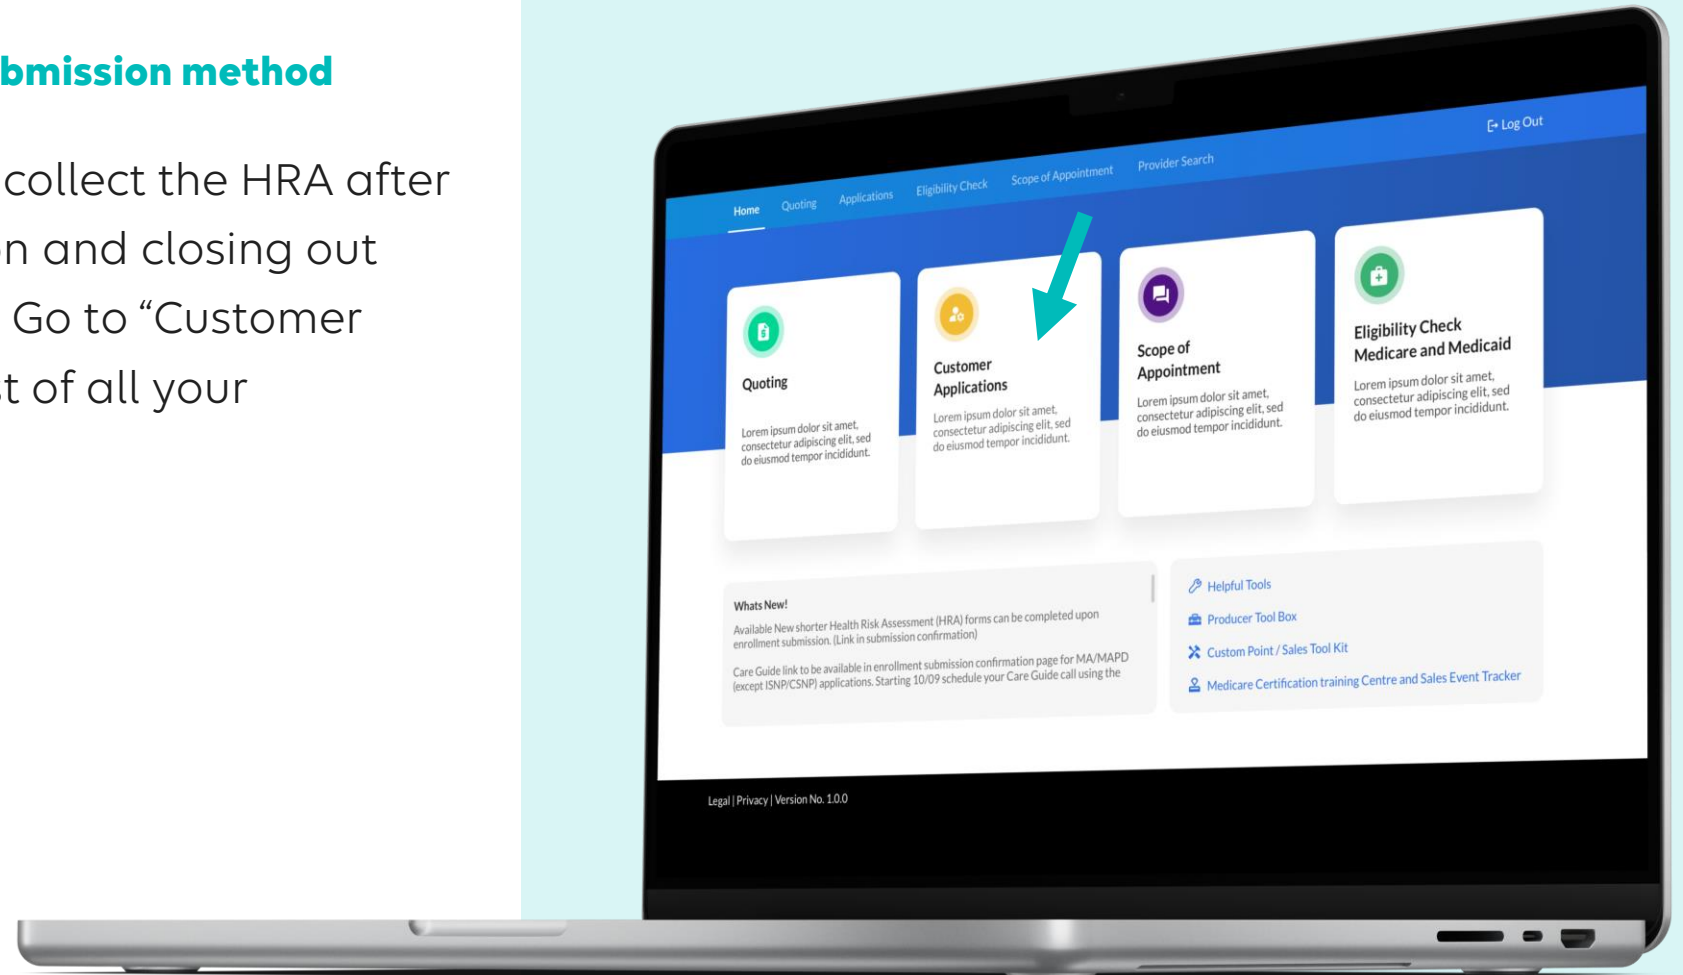 bmission method
collect the HRA after
on and closing out
Go to “Customer
st of all your
Log Out
Home Quoting Applications Eligibility Check Scope of Appointment Provider Search
Quoting
Lorem ipsum dolor sit amet,
consectetur adipiscing elit, sed
do eiusmod tempor incididunt.
Customer
Applications
Lorem ipsum dolor sit amet,
consectetur adipiscing elit, sed
do eiusmod tempor incididunt.
Scope of
Appointment
Lorem ipsum dolor sit amet,
consectetur adipiscing elit, sed
do eiusmod tempor incididunt.
Eligibility Check
Medicare and Medicaid
Lorem ipsum dolor sit amet,
consectetur adipiscing elit, sed
do eiusmod tempor incididunt.
Whats New!
Available New shorter Health Risk Assessment (HRA) forms can be completed upon
enrollment submission. (Link in submission confirmation)
Care Guide link to be available in enrollment submission confirmation page for MA/MAPD
(except ISNP/CSNP) applications. Starting 10/09 schedule your Care Guide call using the
Helpful Tools
Producer Tool Box
Custom Point / Sales Tool Kit
Medicare Certification training Centre and Sales Event Tracker
Legal | Privacy | Version No. 1.0.0